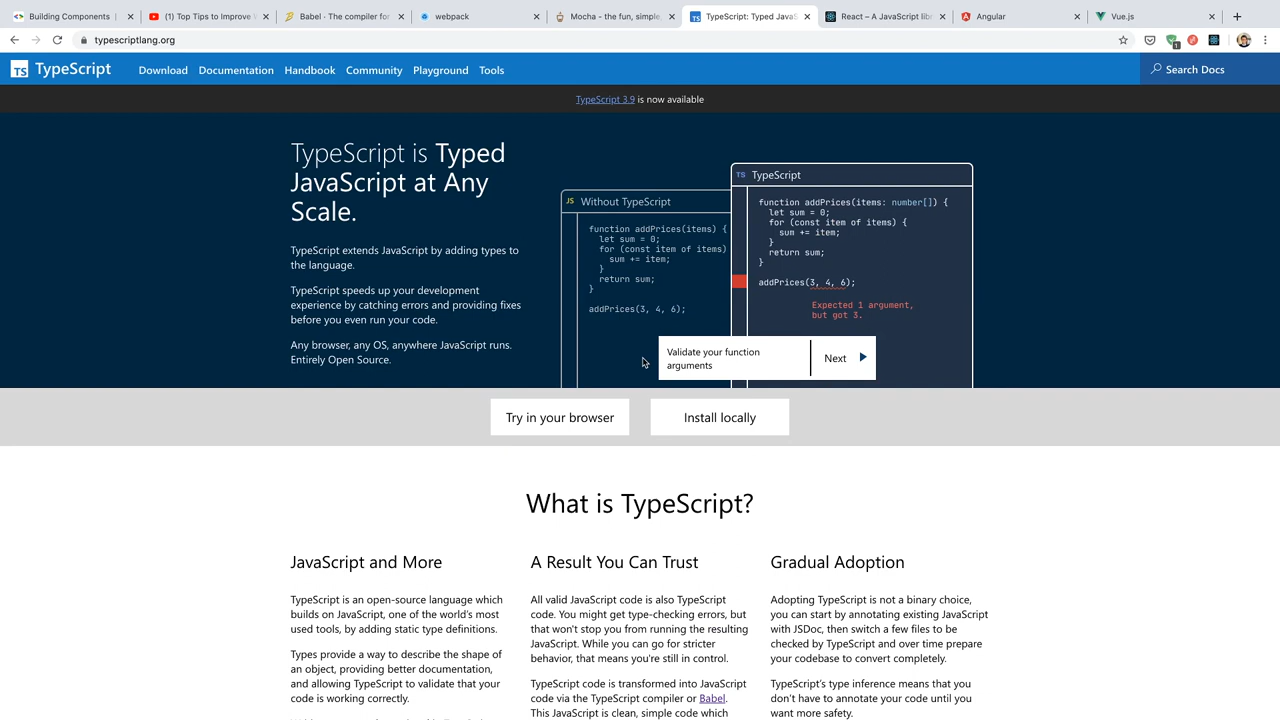 Building Components
(1) Top Tips to Improve
Babel · The compiler for
webpack
Mocha - the fun, simple,
TypeScript: Typed JavaS
React – A JavaScript lib
Angular
Vue.js
typescriptlang.org
1
TS TypeScript
Download
Documentation
Handbook
Community
Playground
Tools
Search Docs
TypeScript 3.9 is now available
TypeScript is Typed
JavaScript at Any
Scale.
TypeScript extends JavaScript by adding types to
the language.
TypeScript speeds up your development
experience by catching errors and providing fixes
before you even run your code.
Any browser, any OS, anywhere JavaScript runs.
Entirely Open Source.
JS Without TypeScript
function addPrices(items) {
let sum = 0;
for (const item of items)
sum += item;
}
return sum;
}
addPrices(3, 4, 6);
TS TypeScript
function addPrices(items: number[]) {
let sum = 0;
for (const item of items) {
sum += item;
}
return sum;
}
addPrices(3, 4, 6);
Expected 1 argument,
but got 3.
Validate your function
arguments
Next
Try in your browser
Install locally
What is TypeScript?
JavaScript and More
TypeScript is an open-source language which
builds on JavaScript, one of the world's most
used tools, by adding static type definitions.
Types provide a way to describe the shape of
an object, providing better documentation,
and allowing TypeScript to validate that your
code is working correctly.
A Result You Can Trust
All valid JavaScript code is also TypeScript
code. You might get type-checking errors, but
that won't stop you from running the resulting
JavaScript. While you can go for stricter
behavior, that means you're still in control.
TypeScript code is transformed into JavaScript
code via the TypeScript compiler or Babel.
This JavaScript is clean, simple code which
Gradual Adoption
Adopting TypeScript is not a binary choice,
you can start by annotating existing JavaScript
with JSDoc, then switch a few files to be
checked by TypeScript and over time prepare
your codebase to convert completely.
TypeScript's type inference means that you
don't have to annotate your code until you
want more safety.